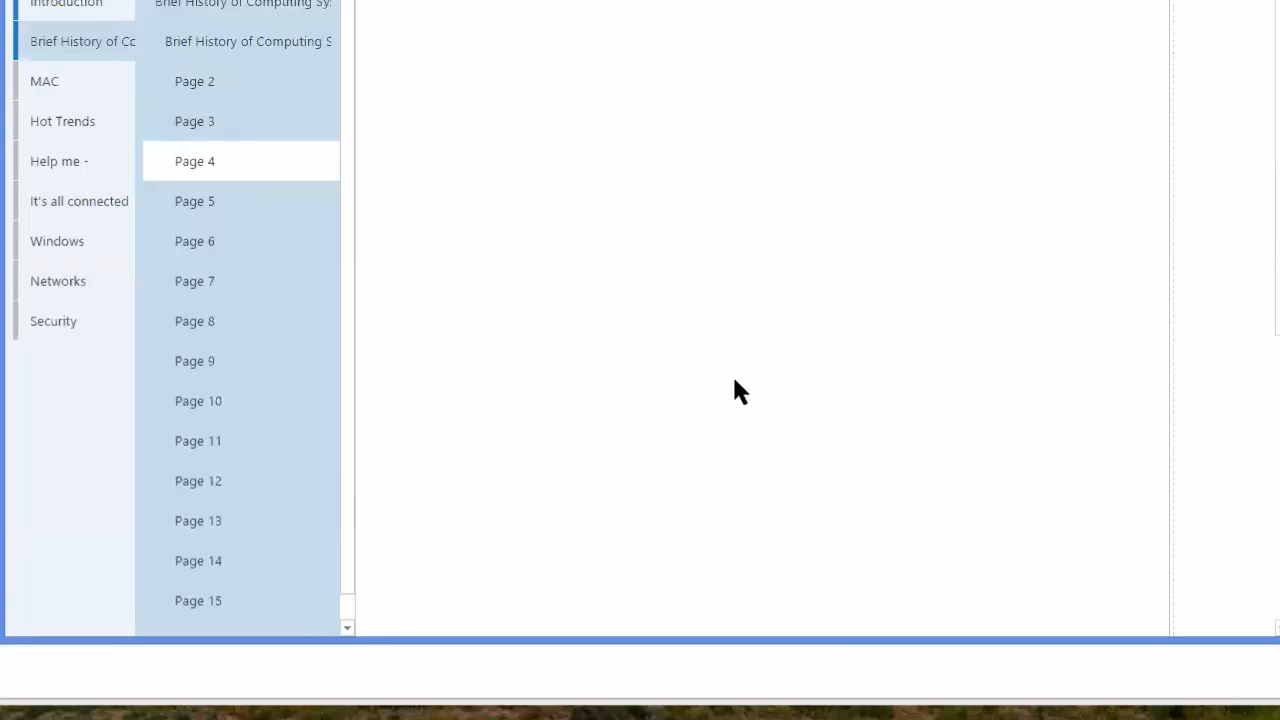 Introduction
Brief History of Co
MAC
Hot Trends
Help me -
It's all connected
Windows
Networks
Security
Brief History of Computing Sy
Brief History of Computing S
Page 2
Page 3
Page 4
Page 5
Page 6
Page 7
Page 8
Page 9
Page 10
Page 11
Page 12
Page 13
Page 14
Page 15